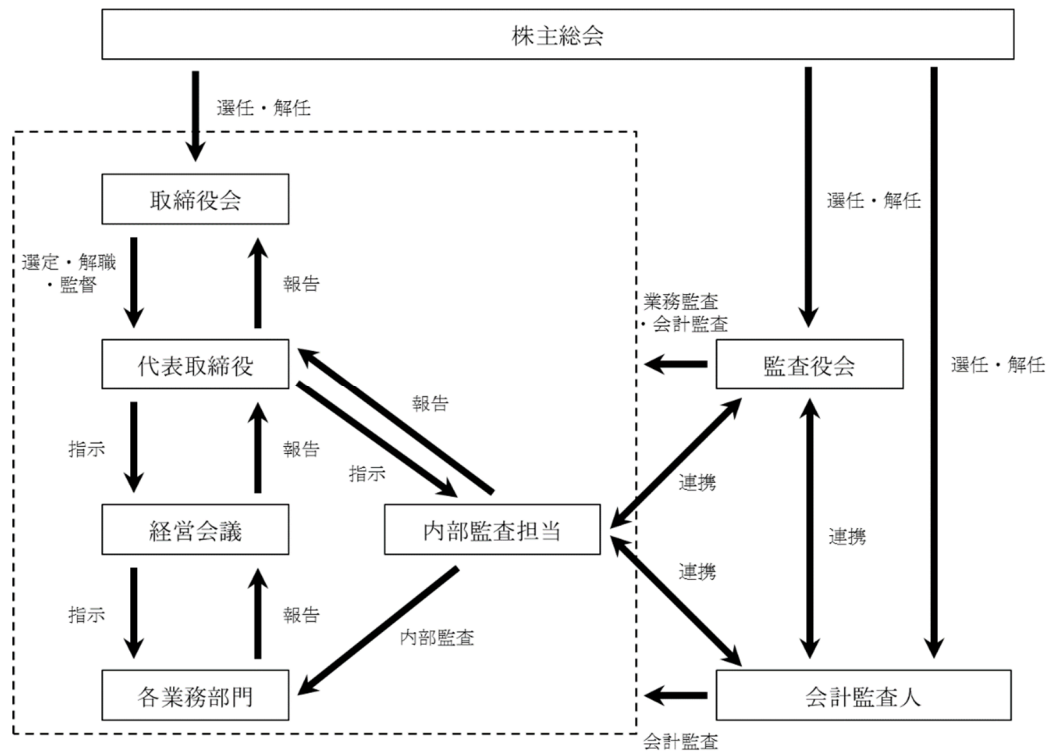 株主総会
選任・解任
取締役会
選任・解任
選定・解職
・監督
報告
業務監査
・会計監査
代表取締役
監査役会
選任・解任
報告
指示
報告
指示
連携
経営会議
内部監査担当
連携
連携
指示
報告
内部監査
各業務部門
会計監査人
会計監査